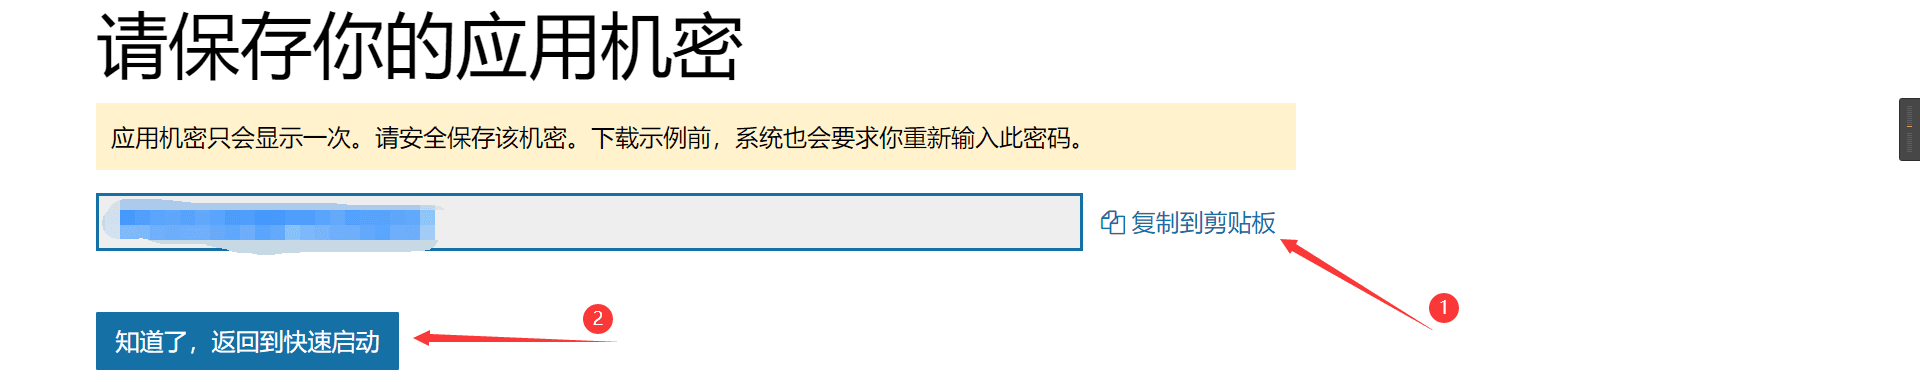 请保存你的应用机密
应用机密只会显示一次。请安全保存该机密。下载示例前，系统也会要求你重新输入此密码。
复制到剪贴板
1
2
知道了，返回到快速启动